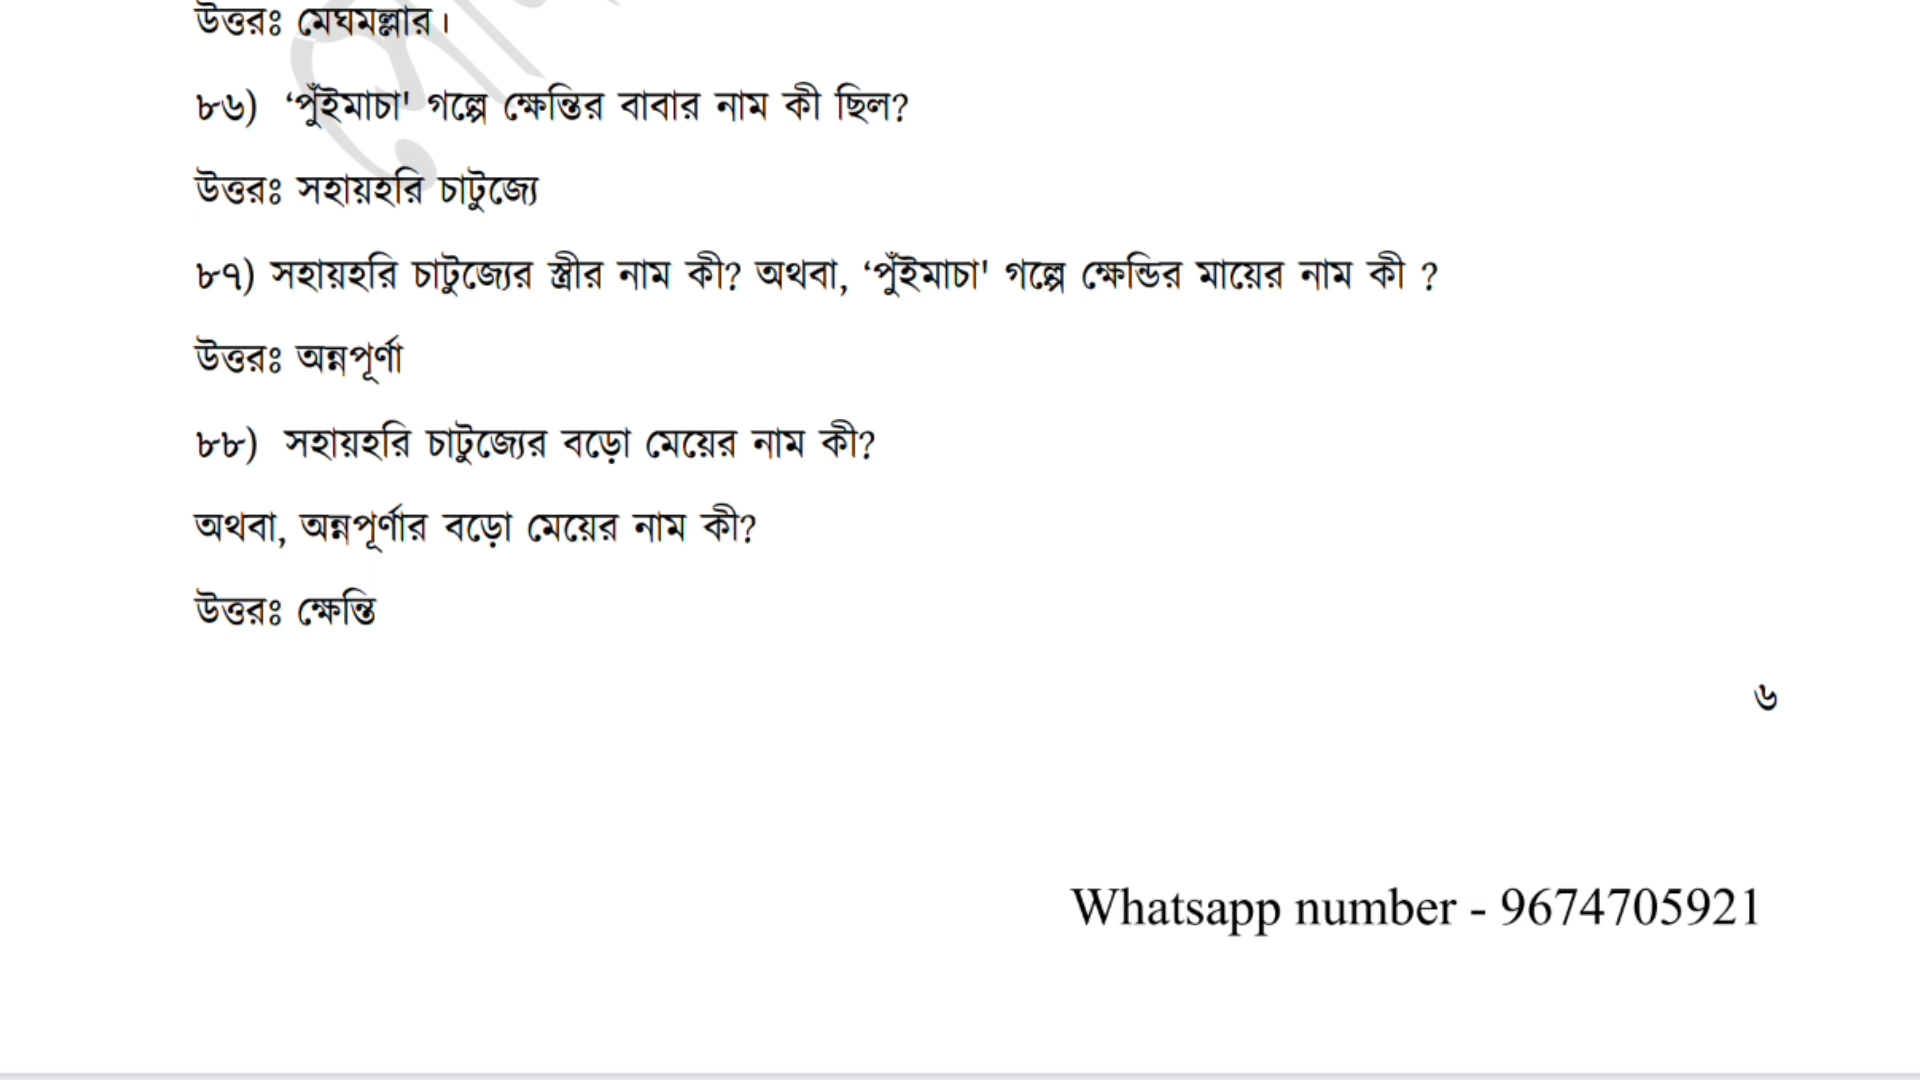 উত্তরঃ মেঘমল্লার।
৮৬) ‘পুঁইমাচা' গল্পে ক্ষেন্তির বাবার নাম কী ছিল?
উত্তরঃ সহায়হরি চাটুজ্যে
৮৭) সহায়হরি চাটুজ্যের স্ত্রীর নাম কী? অথবা, ‘পুঁইমাচা' গল্পে ক্ষেন্ডির মায়ের নাম কী ?
উত্তরঃ অন্নপূর্ণা
৮৮) সহায়হরি চাটুজ্যের বড়ো মেয়ের নাম কী?
অথবা, অন্নপূর্ণার বড়ো মেয়ের নাম কী?
উত্তরঃ ক্ষেন্তি
৬
Whatsapp number - 9674705921